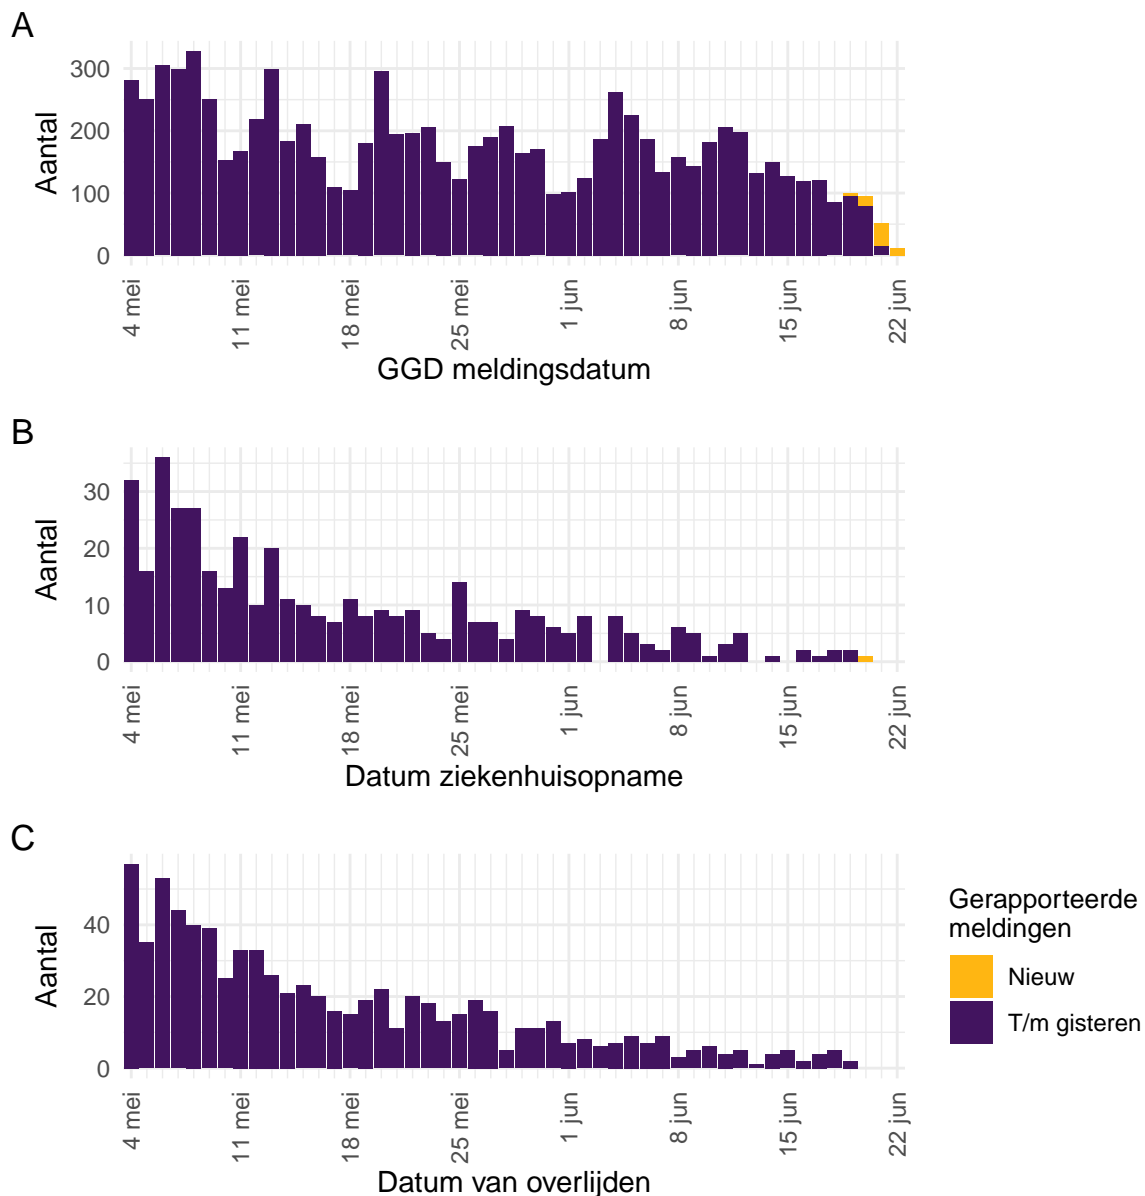 A
300
200
100
0
Aantal
4 mei
11 mei
18 mei
25 mei
1 jun
8 jun
15 jun
22 jun
GGD meldingsdatum
B
30
20
10
0
Aantal
4 mei
11 mei
18 mei
25 mei
1 jun
8 jun
15 jun
22 jun
Datum ziekenhuisopname
C
40
20
0
Aantal
4 mei
11 mei
18 mei
25 mei
1 jun
8 jun
15 jun
22 jun
Datum van overlijden
Gerapporteerde
meldingen
Nieuw
T/m gisteren